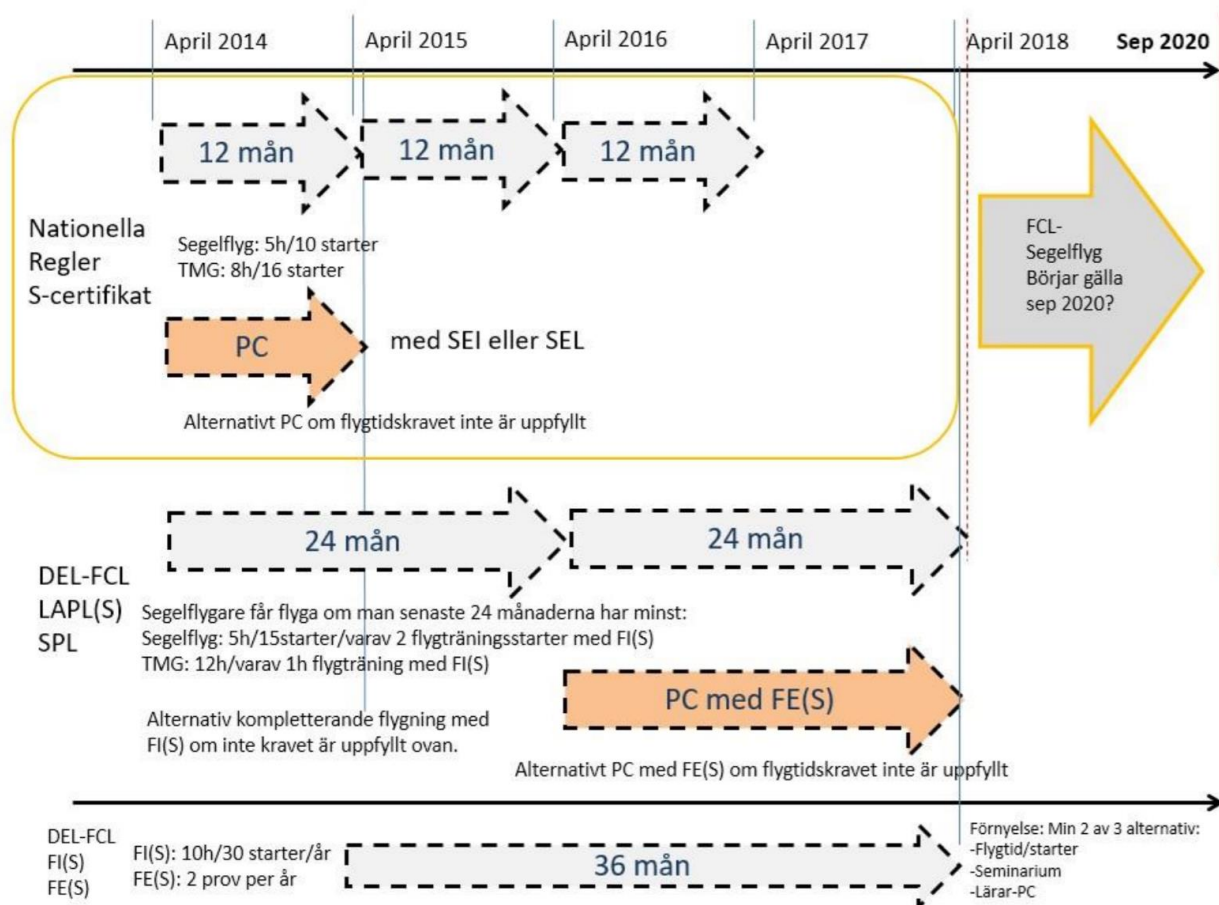 April 2014
April 2015
April 2016
April 2017
April 2018
Sep 2020
12 mån
12 mån
12 mån
Nationella
Regler
S-certifikat
Segelflyg: 5h/10 starter
TMG: 8h/16 starter
PC
med SEI eller SEL
Alternativt PC om flygtidskravet inte är uppfyllt
FCL-
Segelflyg
Börjar gälla
sep 2020?
24 mån
24 mån
DEL-FCL
LAPL(S)
SPL
Segelflygare får flyga om man senaste 24 månaderna har minst:
Segelflyg: 5h/15starter/varav 2 flygträningsstarter med FI(S)
TMG: 12h/varav 1h flygträning med FI(S)
PC med FE(S)
Alternativ kompletterande flygning med
FI(S) om inte kravet är uppfyllt ovan.
Alternativt PC med FE(S) om flygtidskravet inte är uppfyllt
DEL-FCL
FI(S)
FE(S)
FI(S): 10h/30 starter/år
FE(S): 2 prov per år
36 mån
Förnyelse: Min 2 av 3 alternativ:
-Flygtid/starter
-Seminarium
-Lärar-PC